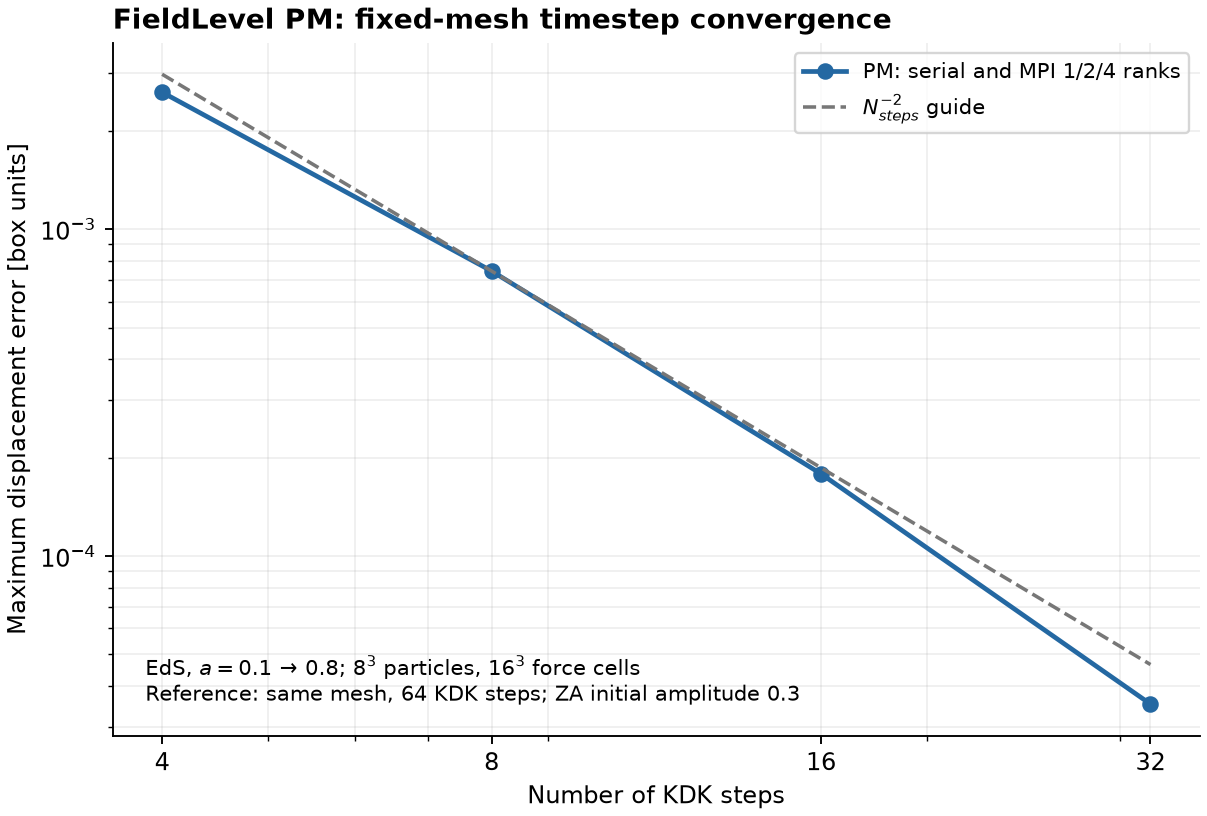 FieldLevel PM: fixed-mesh timestep convergence
PM: serial and MPI 1/2/4 ranks
N_{steps}^{-2} guide
Maximum displacement error [box units]
10^{-3}
10^{-4}
EdS, a = 0.1 → 0.8; 8^3 particles, 16^3 force cells
Reference: same mesh, 64 KDK steps; ZA initial amplitude 0.3
4 8 16 32
Number of KDK steps